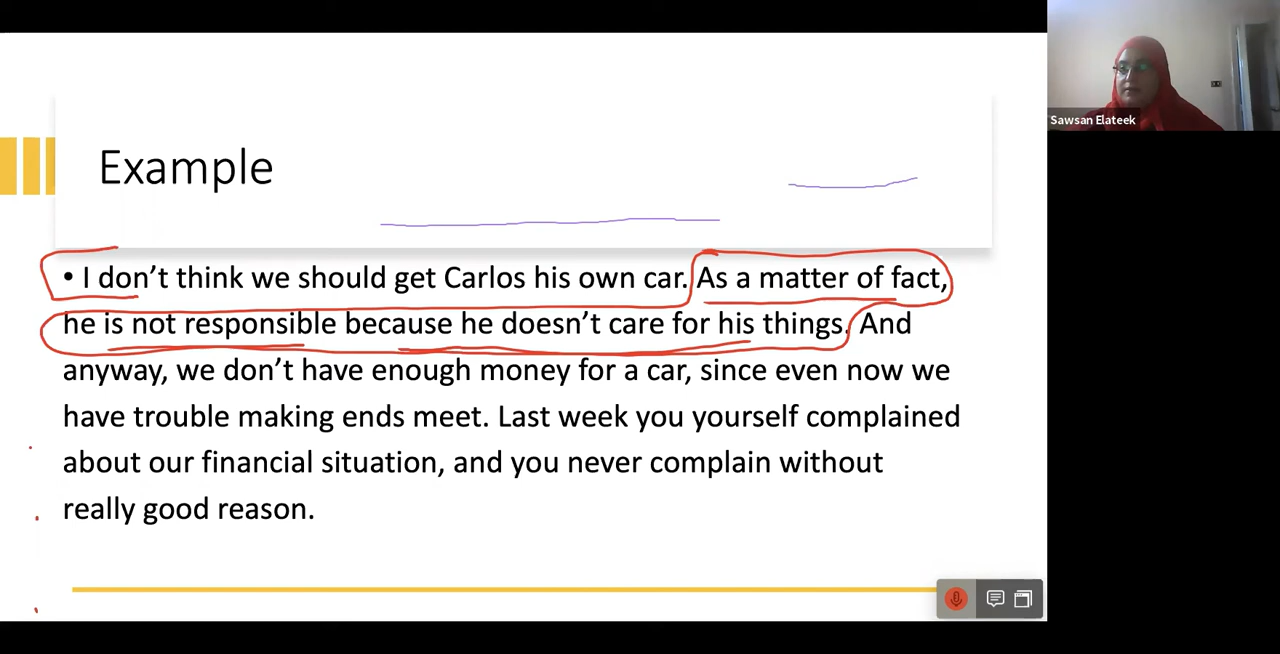 Example
Sawsan Elateek
• I don’t think we should get Carlos his own car. As a matter of fact,
he is not responsible because he doesn’t care for his things. And
anyway, we don’t have enough money for a car, since even now we
have trouble making ends meet. Last week you yourself complained
about our financial situation, and you never complain without
really good reason.